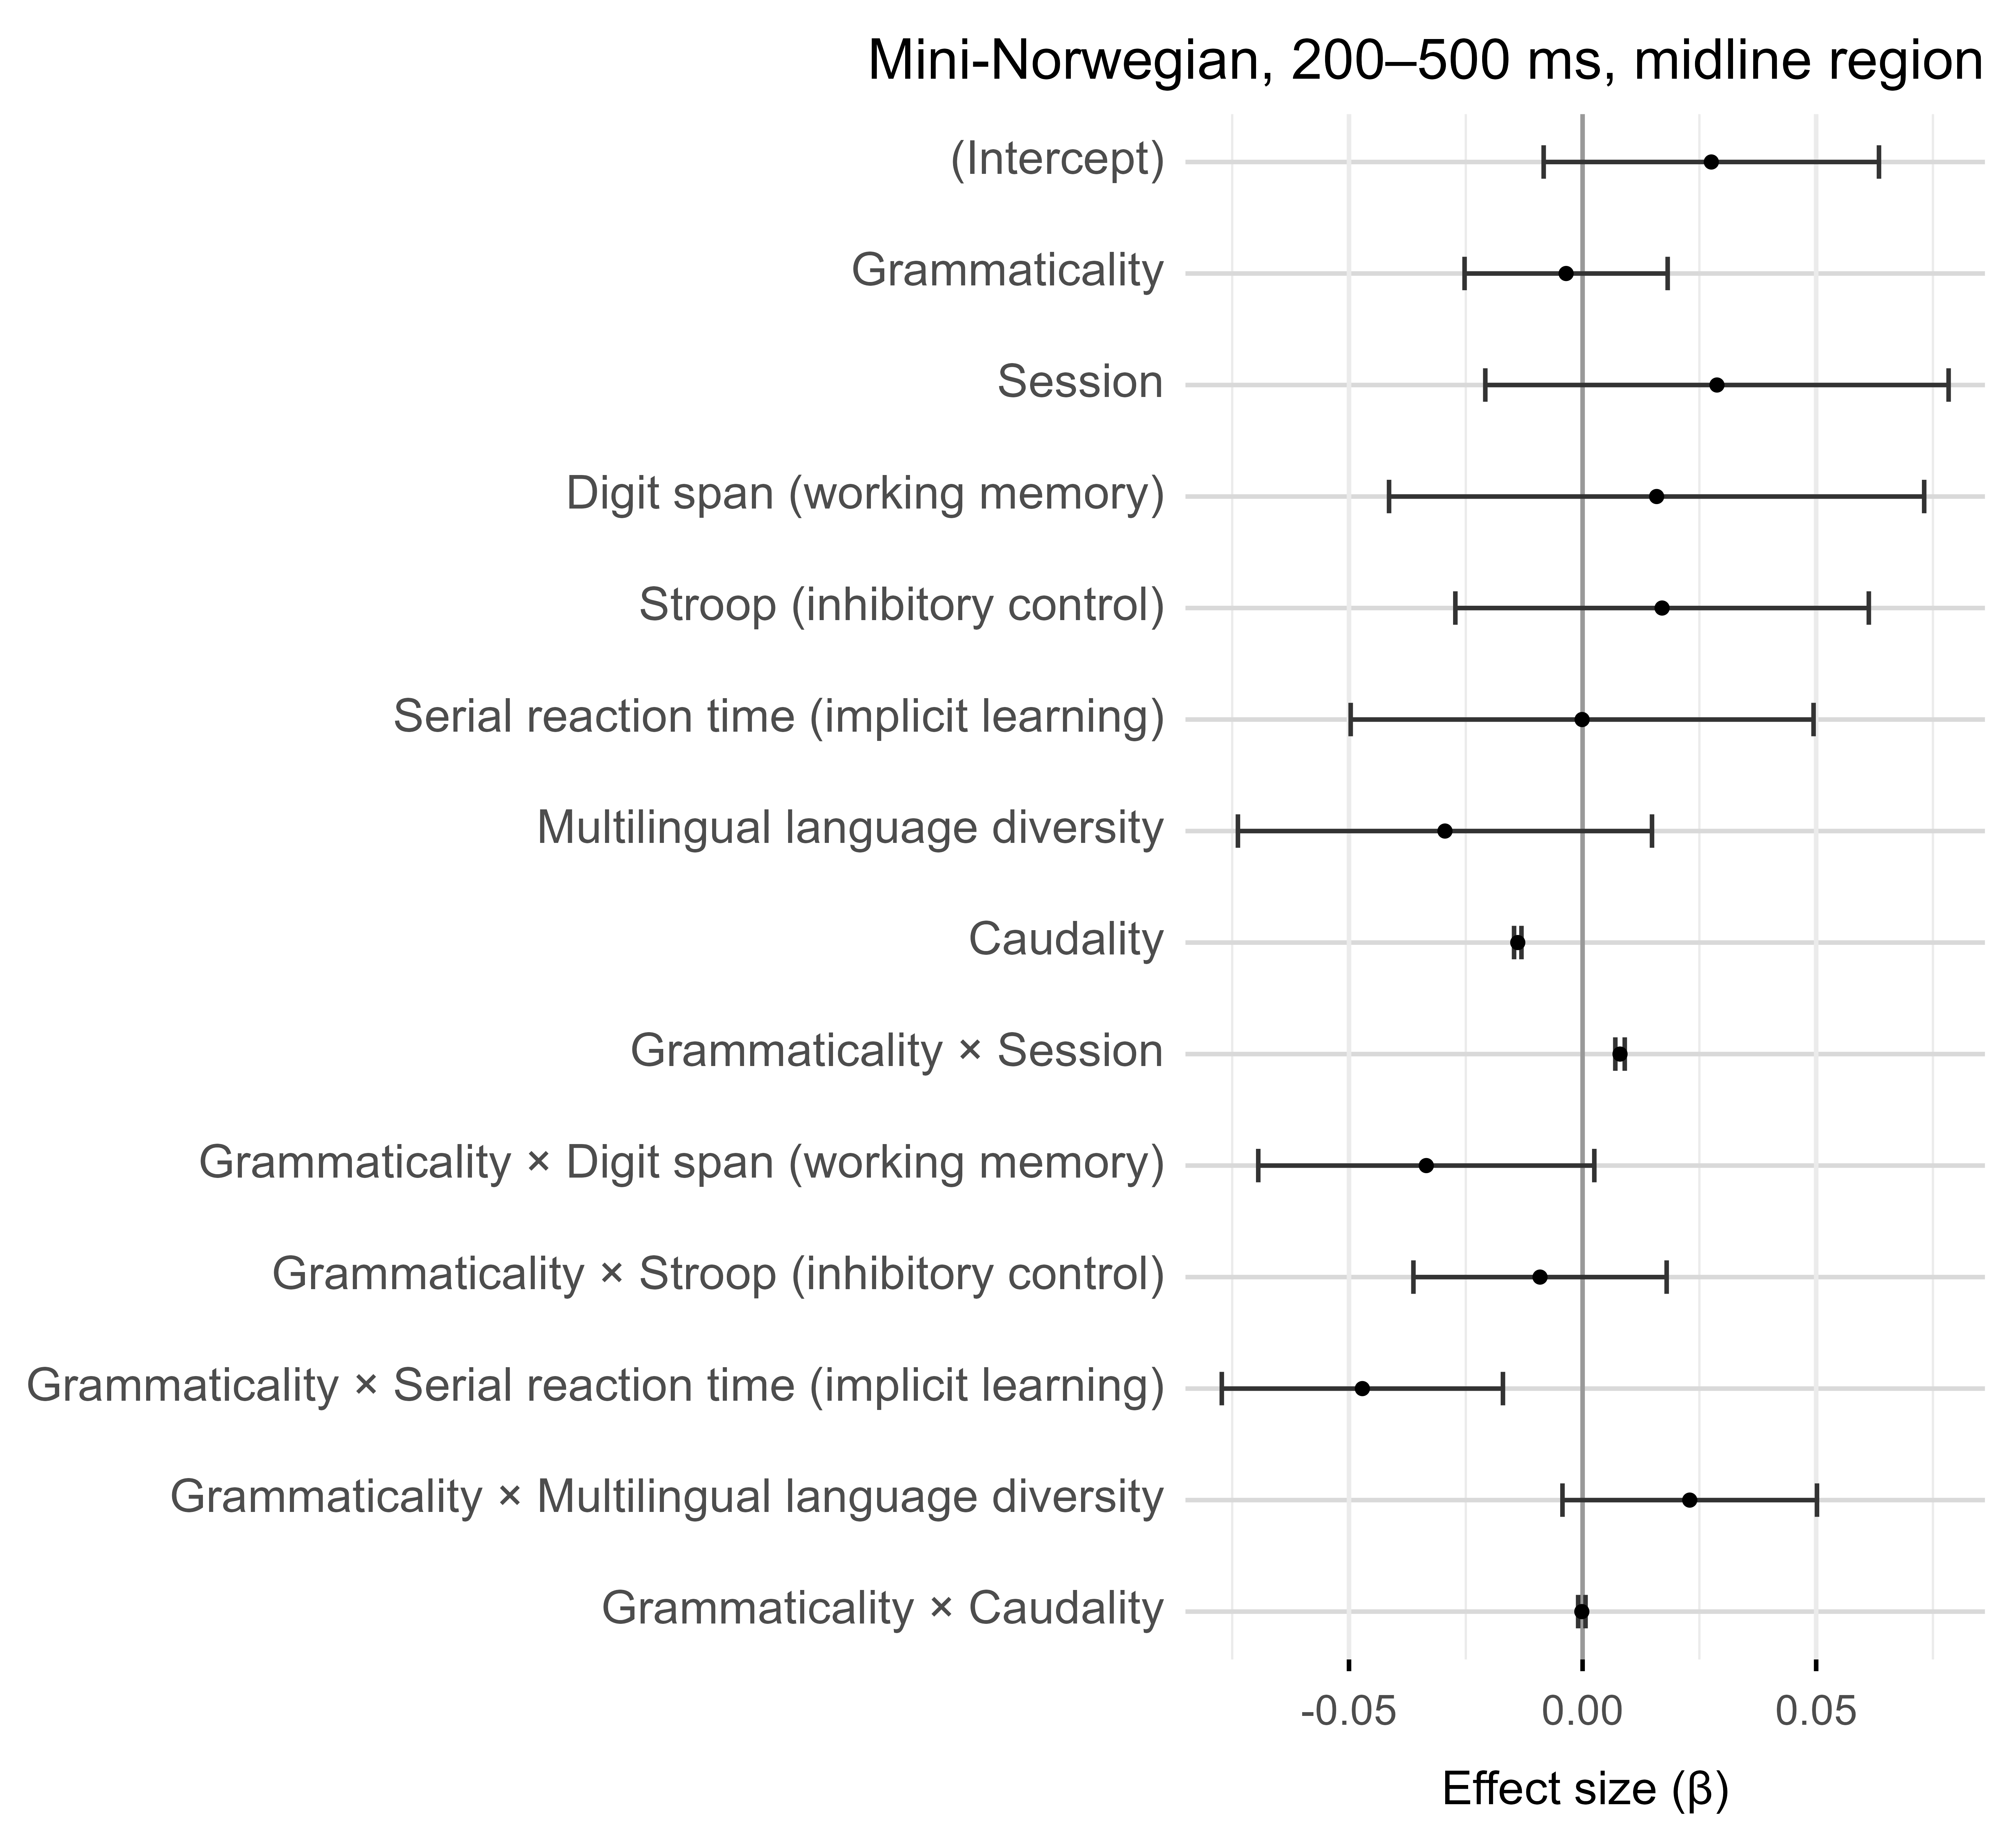 Mini-Norwegian, 200–500 ms, midline region
(Intercept)
Grammaticality
Session
Digit span (working memory)
Stroop (inhibitory control)
Serial reaction time (implicit learning)
Multilingual language diversity
Caudality
Grammaticality × Session
Grammaticality × Digit span (working memory)
Grammaticality × Stroop (inhibitory control)
Grammaticality × Serial reaction time (implicit learning)
Grammaticality × Multilingual language diversity
Grammaticality × Caudality
-0.05 0.00 0.05
Effect size (β)